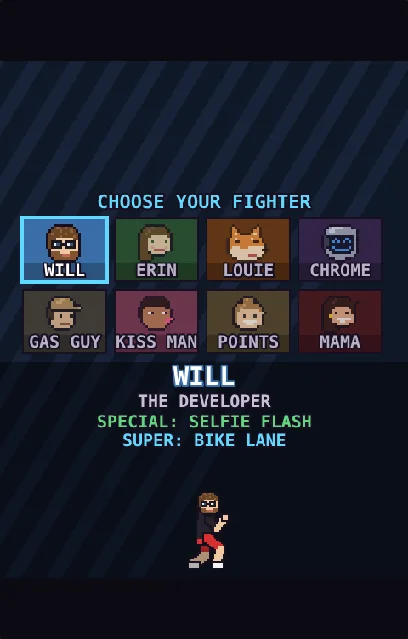 CHOOSE YOUR FIGHTER
WILL ERIN LOUIE CHROME
GAS GUY KISS MAN POINTS MAMA
WILL
THE DEVELOPER
SPECIAL: SELFIE FLASH
SUPER: BIKE LANE